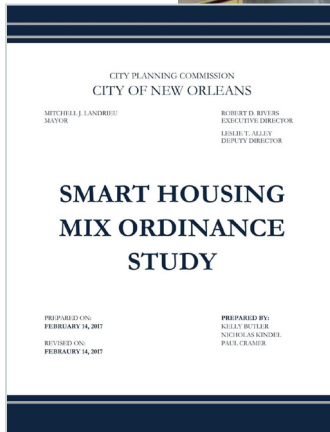 CITY PLANNING COMMISSION
CITY OF NEW ORLEANS
MITCHELL J. LANDRIEU
MAYOR
ROBERT D. RIVERS
EXECUTIVE DIRECTOR
LESLIE T. ALLEY
DEPUTY DIRECTOR
SMART HOUSING
MIX ORDINANCE
STUDY
PREPARED ON:
FEBRUARY 14, 2017
REVISED ON:
FEBRAURY 14, 2017
PREPARED BY:
KELLY BUTLER
NICHOLAS KINDEL
PAUL CRAMER